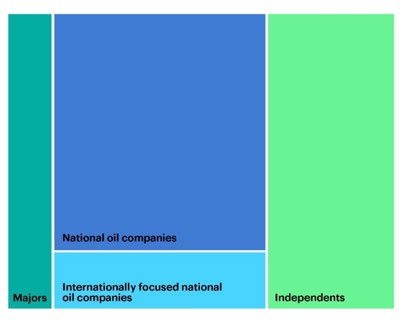 National oil companies
Majors
Internationally focused national
oil companies
Independents